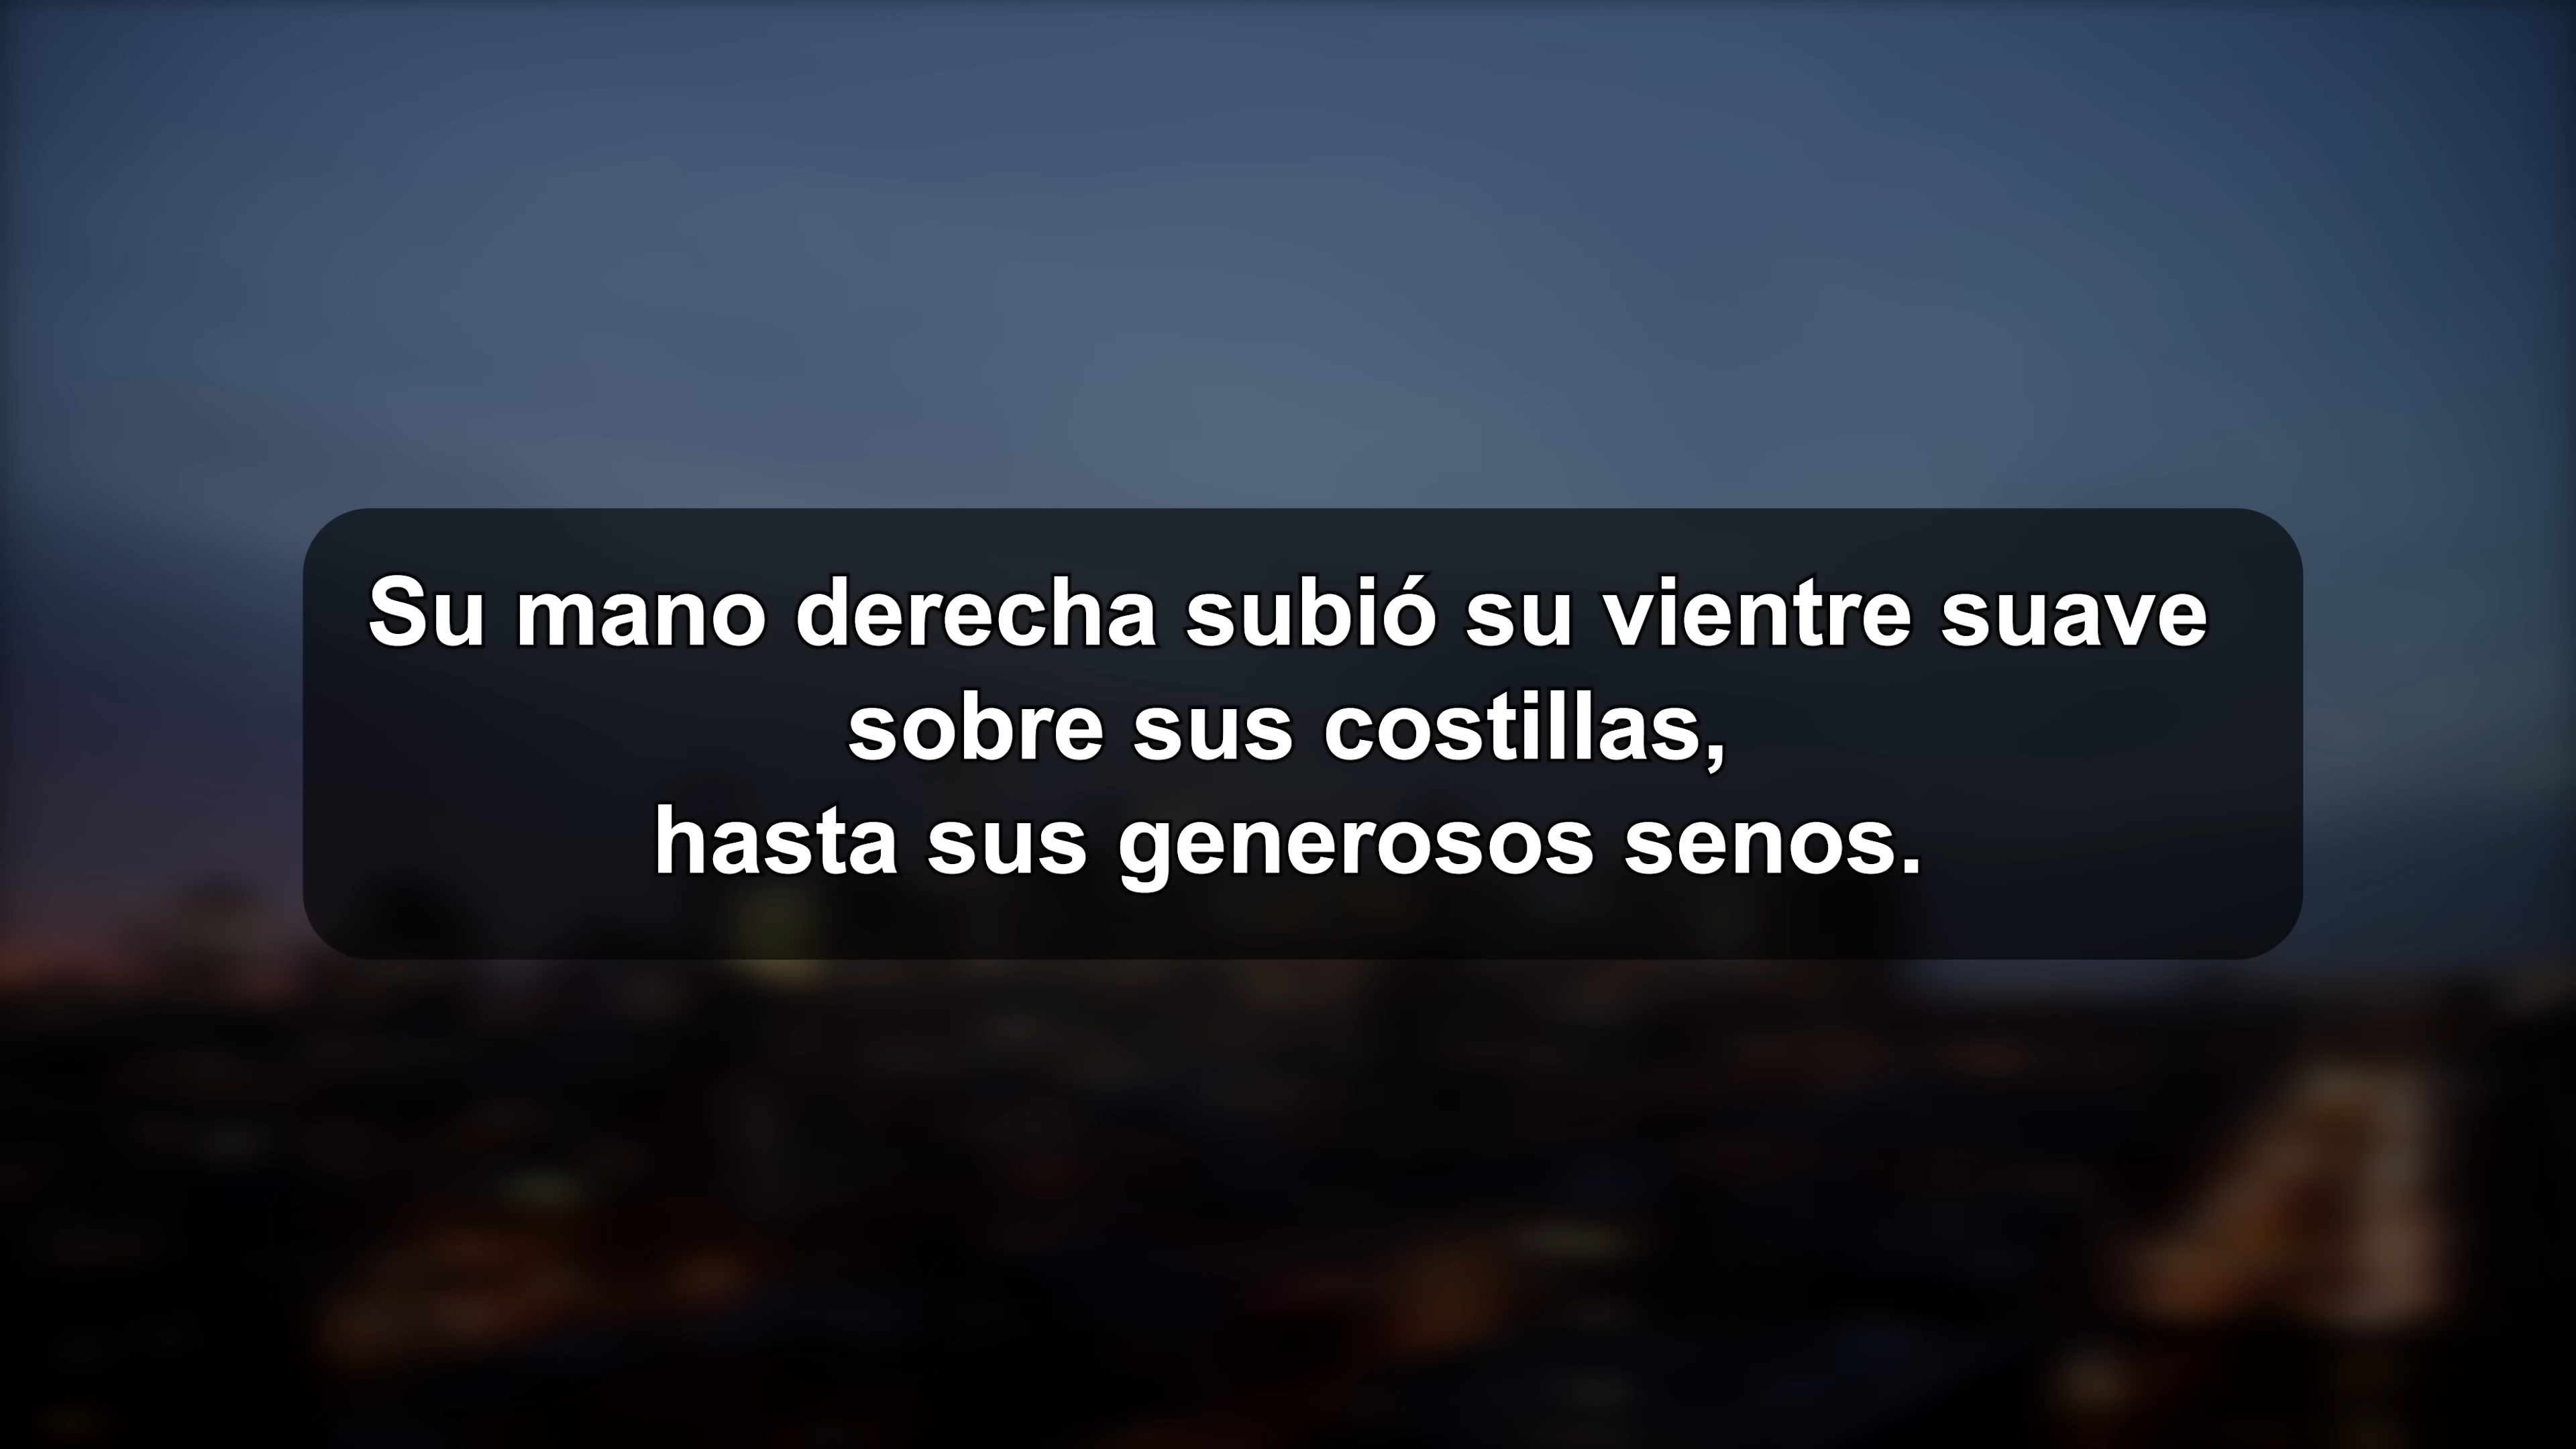 Su mano derecha subió su vientre suave
sobre sus costillas,
hasta sus generosos senos.